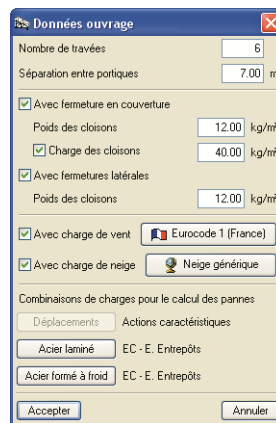 Données ouvrage
Nombre de travées 6
Séparation entre portiques 7.00 m
Avec fermeture en couverture
Poids des cloisons 12.00 kg/m²
Charge des cloisons 40.00 kg/m²
Avec fermetures latérales
Poids des cloisons 12.00 kg/m²
Avec charge de vent Eurocode 1 (France)
Avec charge de neige Neige générique
Combinaisons de charges pour le calcul des pannes
Déplacements Actions caractéristiques
Acier laminé EC - E. Entrepôts
Acier formé à froid EC - E. Entrepôts
Accepter Annuler